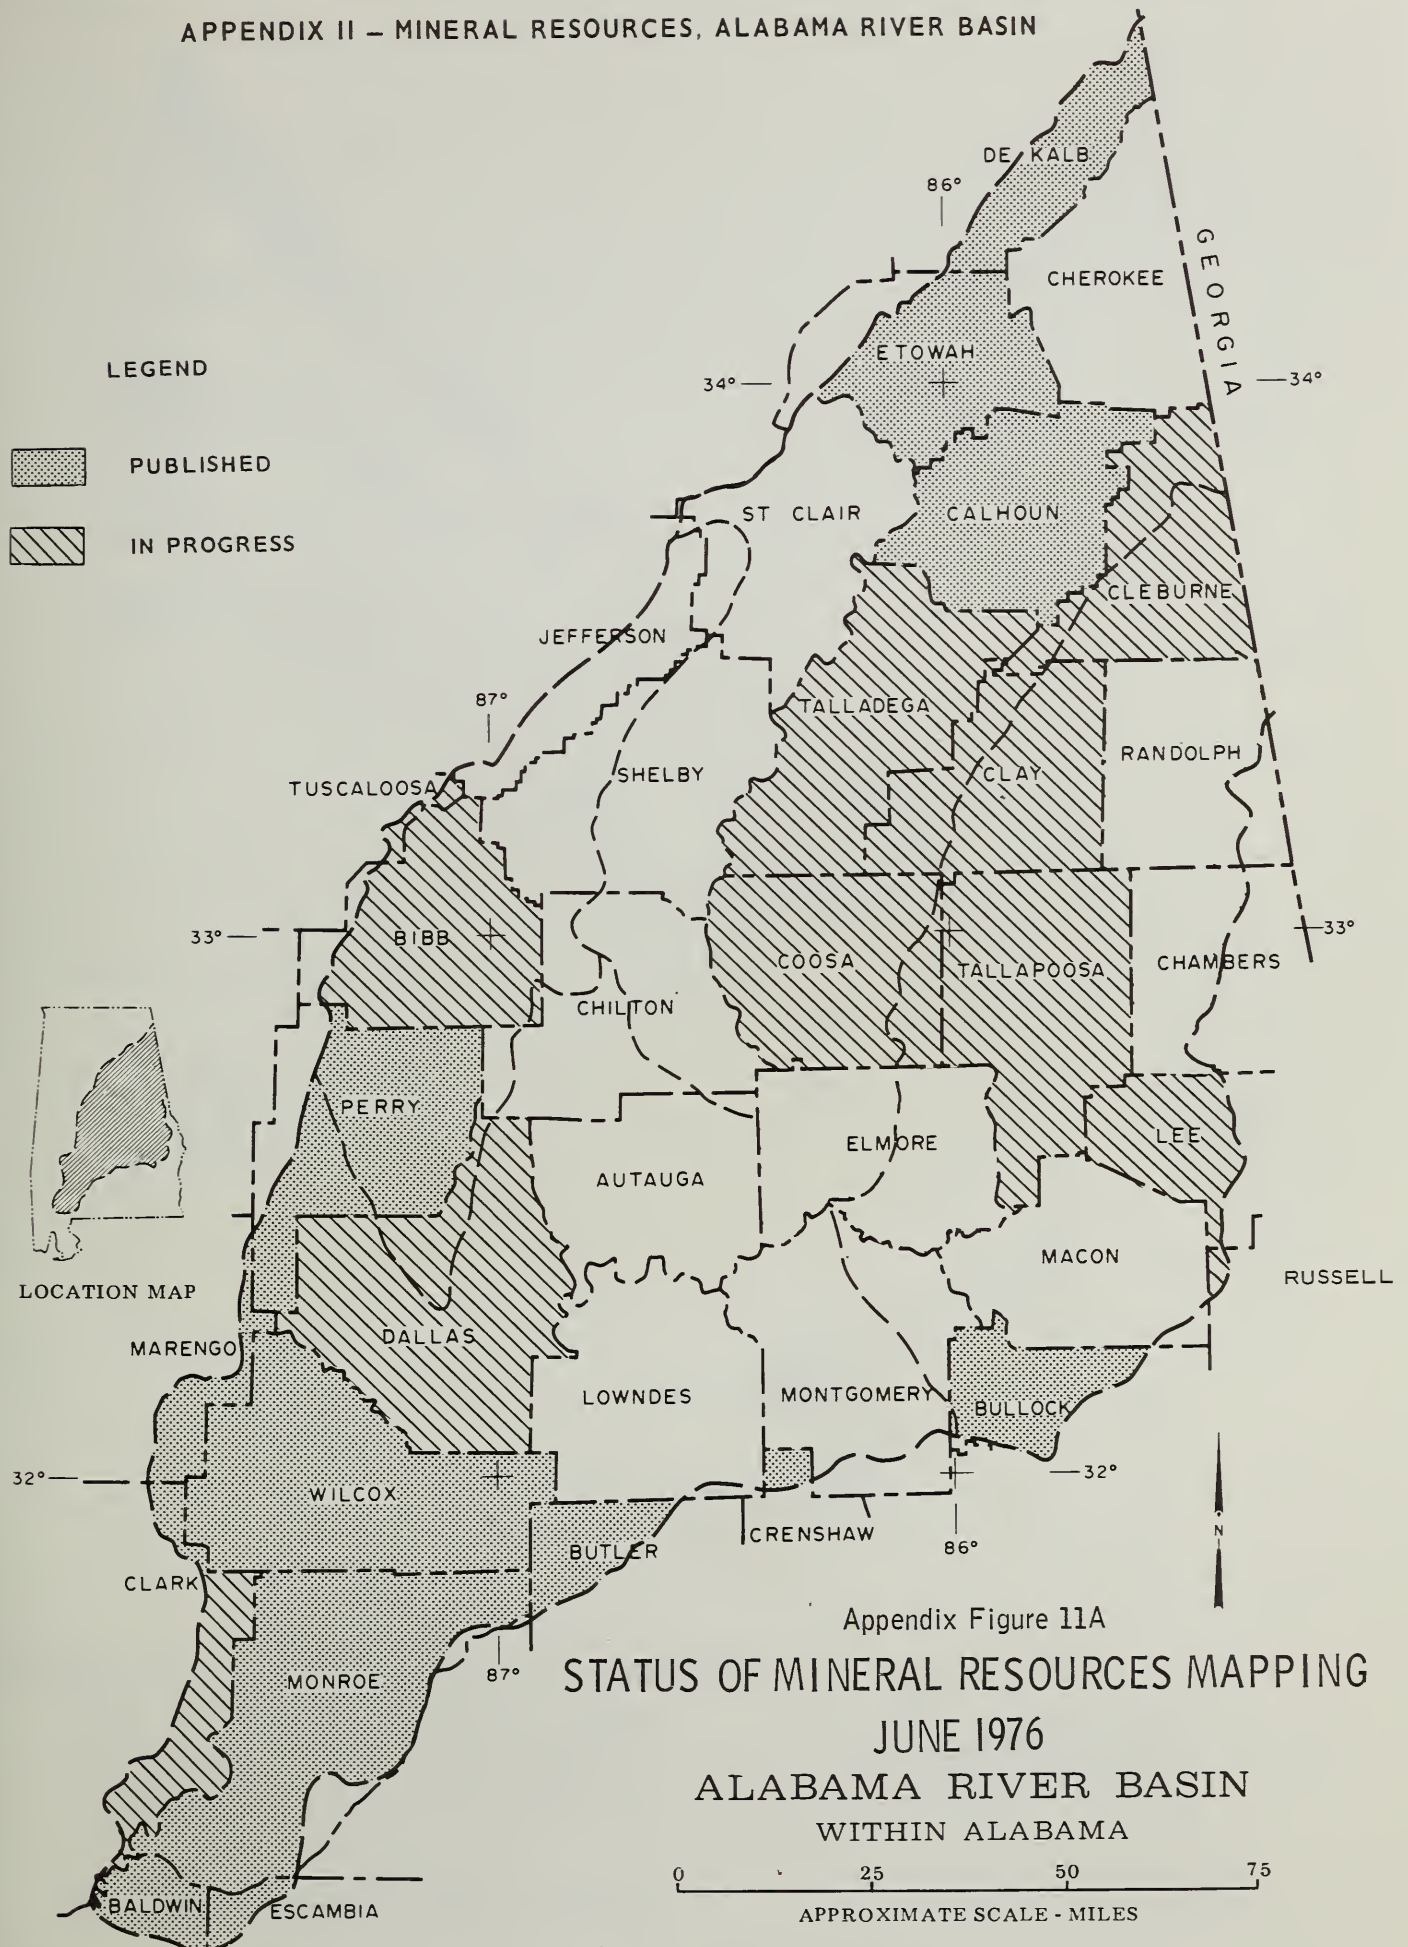 APPENDIX II – MINERAL RESOURCES, ALABAMA RIVER BASIN
DE KALB
86°
GEORGIA
CHEROKEE
ETOWAH
34°
34°
LEGEND
PUBLISHED
IN PROGRESS
ST CLAIR
CALHOUN
CLEBURNE
JEFFERSON
87°
TALLADEGA
RANDOLPH
SHELBY
CLAY
TUSCALOOSA
33°
BIBB
33°
COOSA
TALLAPOOSA
CHAMBERS
CHILTON
PERRY
LEE
ELMORE
AUTAUGA
MACON
RUSSELL
LOCATION MAP
MARENGO
DALLAS
LOWNDES
MONTGOMERY
BULLOCK
32°
32°
WILCOX
CRENSHAW
N
86°
BUTLER
CLARK
87°
MONROE
BALDWIN
ESCAMBIA
Appendix Figure 11A
STATUS OF MINERAL RESOURCES MAPPING
JUNE 1976
ALABAMA RIVER BASIN
WITHIN ALABAMA
0 25 50 75
APPROXIMATE SCALE - MILES